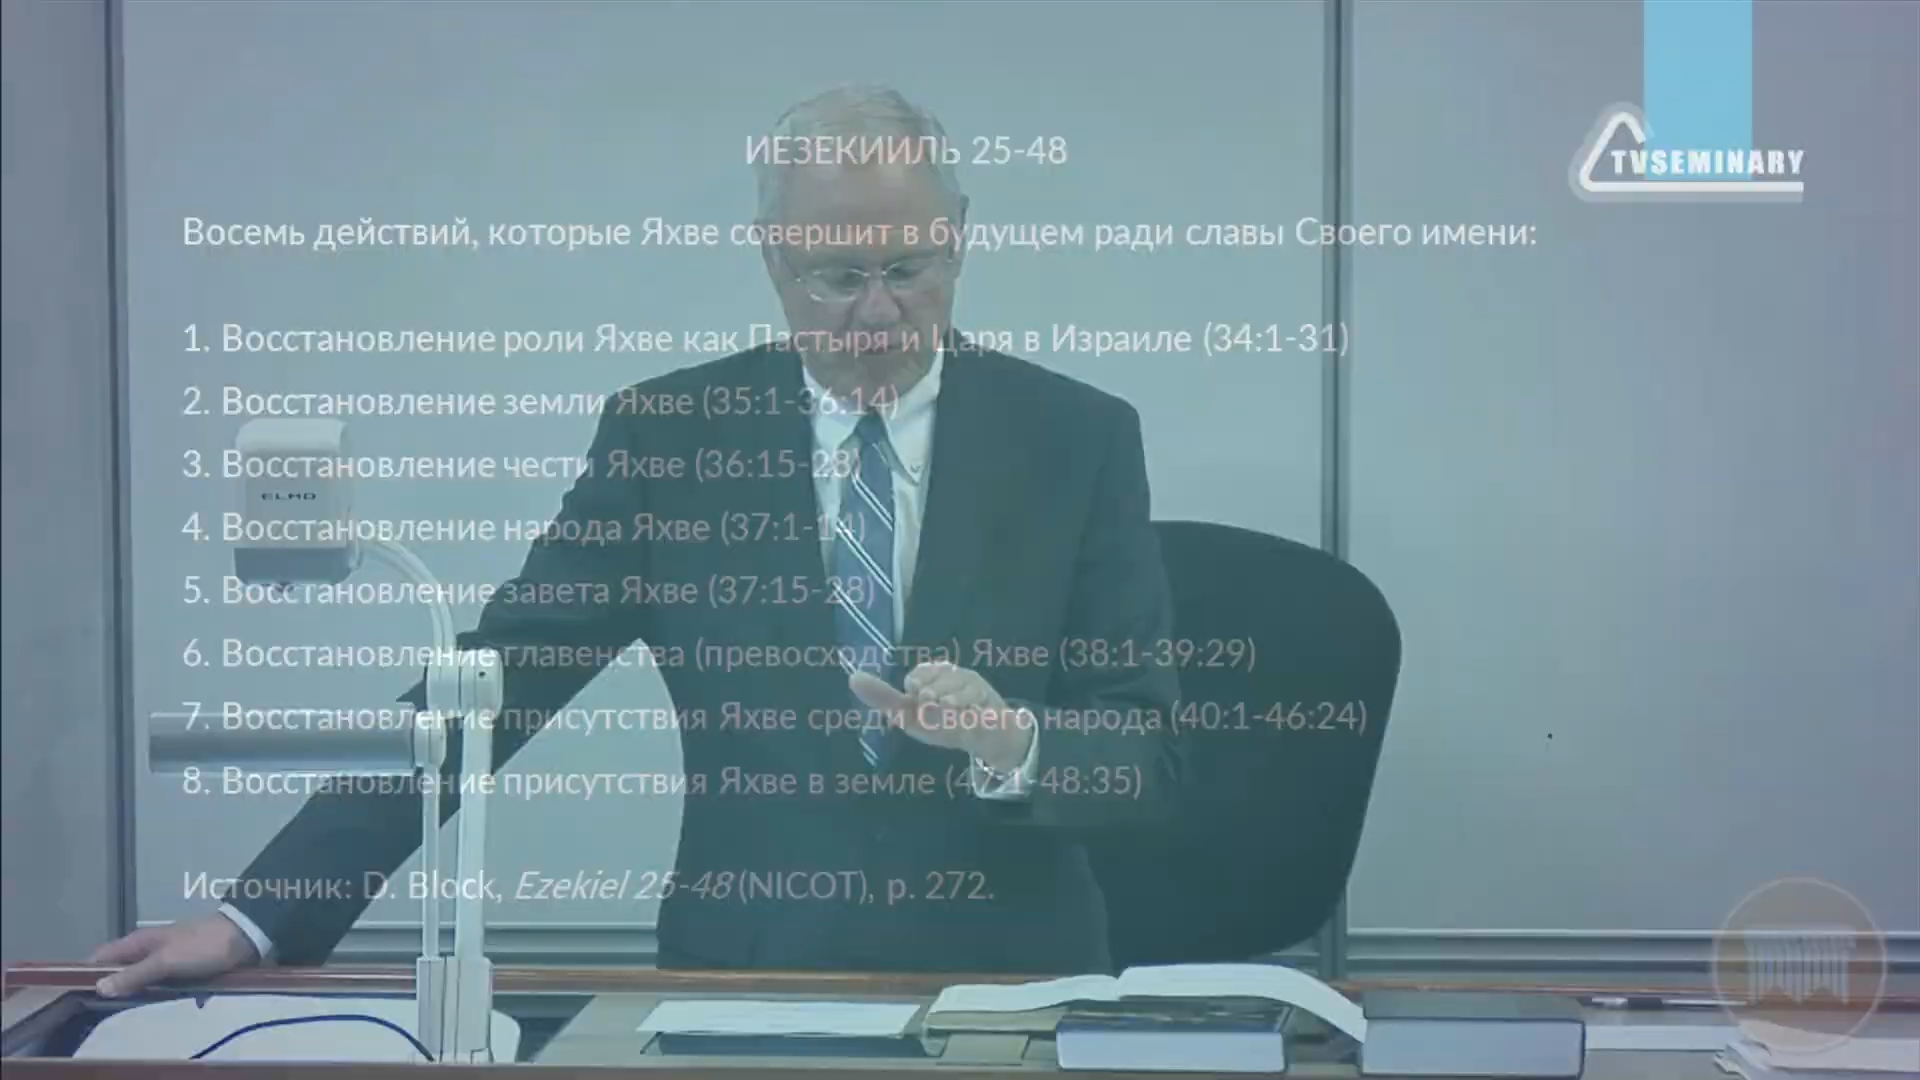 ИЕЗЕКИИЛЬ 25-48
TVSEMINARY
Восемь действий, которые Яхве совершит в будущем ради славы Своего имени:
1. Восстановление роли Яхве как Пастыря и Царя в Израиле (34:1-31)
2. Восстановление земли Яхве (35:1-36:14)
3. Восстановление чести Яхве (36:15-28)
ELMO
4. Восстановление народа Яхве (37:1-14)
5. Восстановление завета Яхве (37:15-28)
6. Восстановление главенства (превосходства) Яхве (38:1-39:29)
7. Восстановление присутствия Яхве среди Своего народа (40:1-46:24)
8. Восстановление присутствия Яхве в земле (47:1-48:35)
Источник: D. Block, Ezekiel 25-48 (NICOT), p. 272.